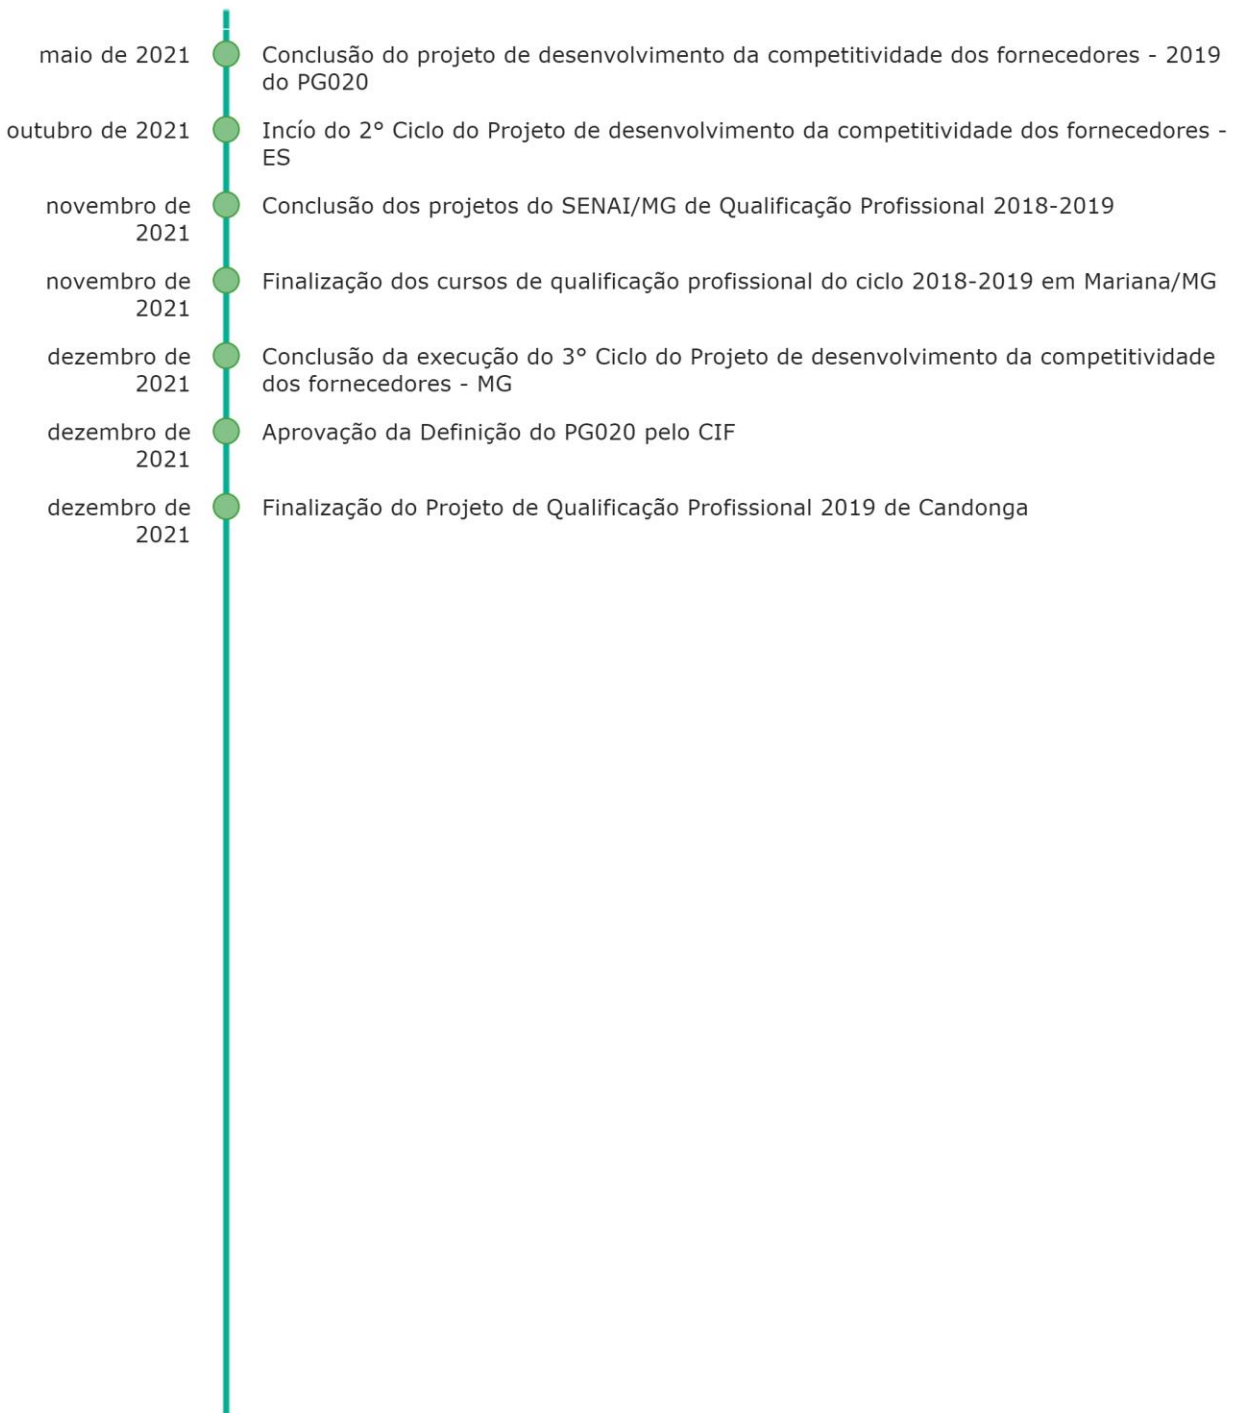 maio de 2021
Conclusão do projeto de desenvolvimento da competitividade dos fornecedores - 2019
do PG020
outubro de 2021
Incío do 2° Ciclo do Projeto de desenvolvimento da competitividade dos fornecedores -
ES
novembro de
2021
Conclusão dos projetos do SENAI/MG de Qualificação Profissional 2018-2019
novembro de
2021
Finalização dos cursos de qualificação profissional do ciclo 2018-2019 em Mariana/MG
dezembro de
2021
Conclusão da execução do 3° Ciclo do Projeto de desenvolvimento da competitividade
dos fornecedores - MG
dezembro de
2021
Aprovação da Definição do PG020 pelo CIF
dezembro de
2021
Finalização do Projeto de Qualificação Profissional 2019 de Candonga